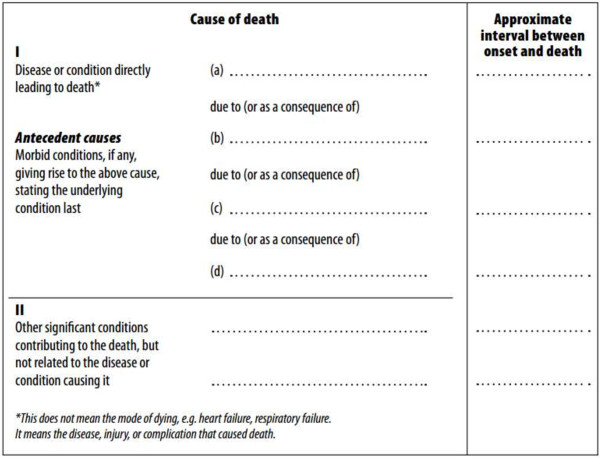 Cause of death
Approximate
interval between
onset and death
I
Disease or condition directly
leading to death*
(a) ........................................................
due to (or as a consequence of)
Antecedent causes
Morbid conditions, if any,
giving rise to the above cause,
stating the underlying
condition last
(b) ........................................................
due to (or as a consequence of)
(c) ........................................................
due to (or as a consequence of)
(d) ........................................................
II
Other significant conditions
contributing to the death, but
not related to the disease or
condition causing it
*This does not mean the mode of dying, e.g. heart failure, respiratory failure.
It means the disease, injury, or complication that caused death.